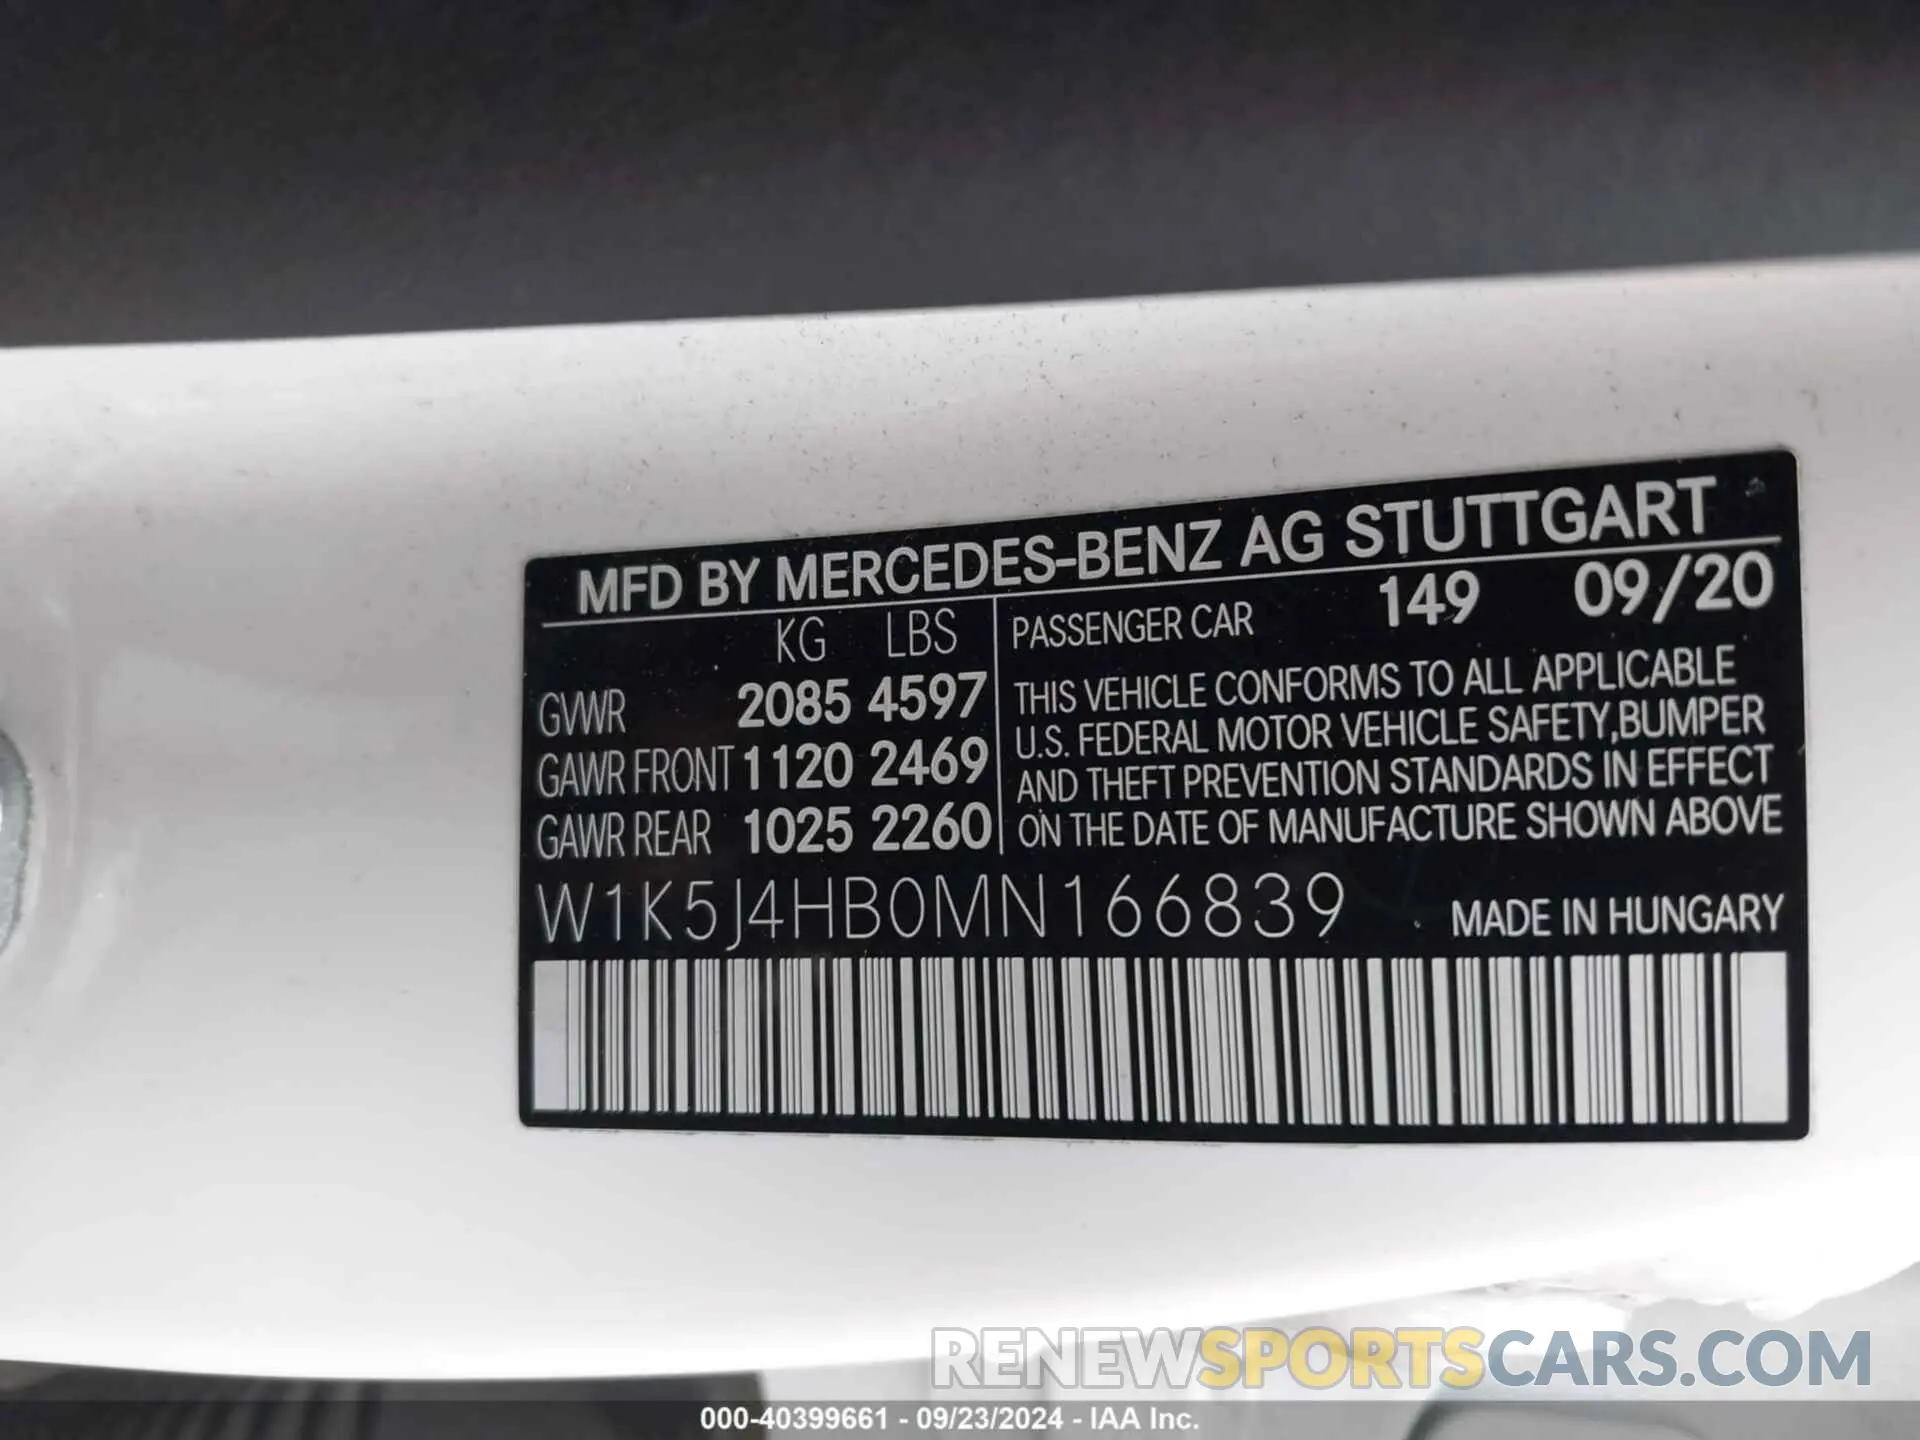 MFD BY MERCEDES-BENZ AG STUTTGART
KG LBS
GVWR 2085 4597
GAWR FRONT 1120 2469
GAWR REAR 1025 2260
PASSENGER CAR 149 09/20
THIS VEHICLE CONFORMS TO ALL APPLICABLE
U.S. FEDERAL MOTOR VEHICLE SAFETY,BUMPER
AND THEFT PREVENTION STANDARDS IN EFFECT
ON THE DATE OF MANUFACTURE SHOWN ABOVE
W1K5J4HB0MN166839 MADE IN HUNGARY
RENEWSPORTSCARS.COM
000-40399661 - 09/23/2024 - IAA Inc.